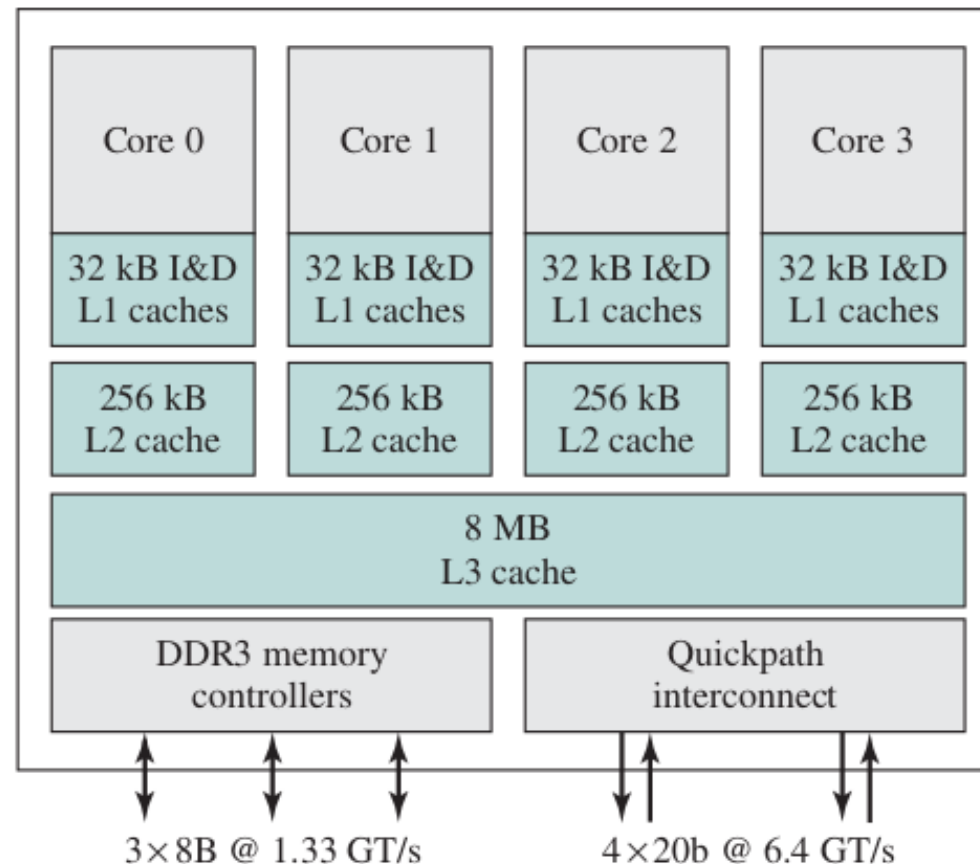 Core 0
Core 1
Core 2
Core 3
32 kB I&D
L1 caches
32 kB I&D
L1 caches
32 kB I&D
L1 caches
32 kB I&D
L1 caches
256 kB
L2 cache
256 kB
L2 cache
256 kB
L2 cache
256 kB
L2 cache
8 MB
L3 cache
DDR3 memory
controllers
Quickpath
interconnect
3×8B @ 1.33 GT/s
4×20b @ 6.4 GT/s